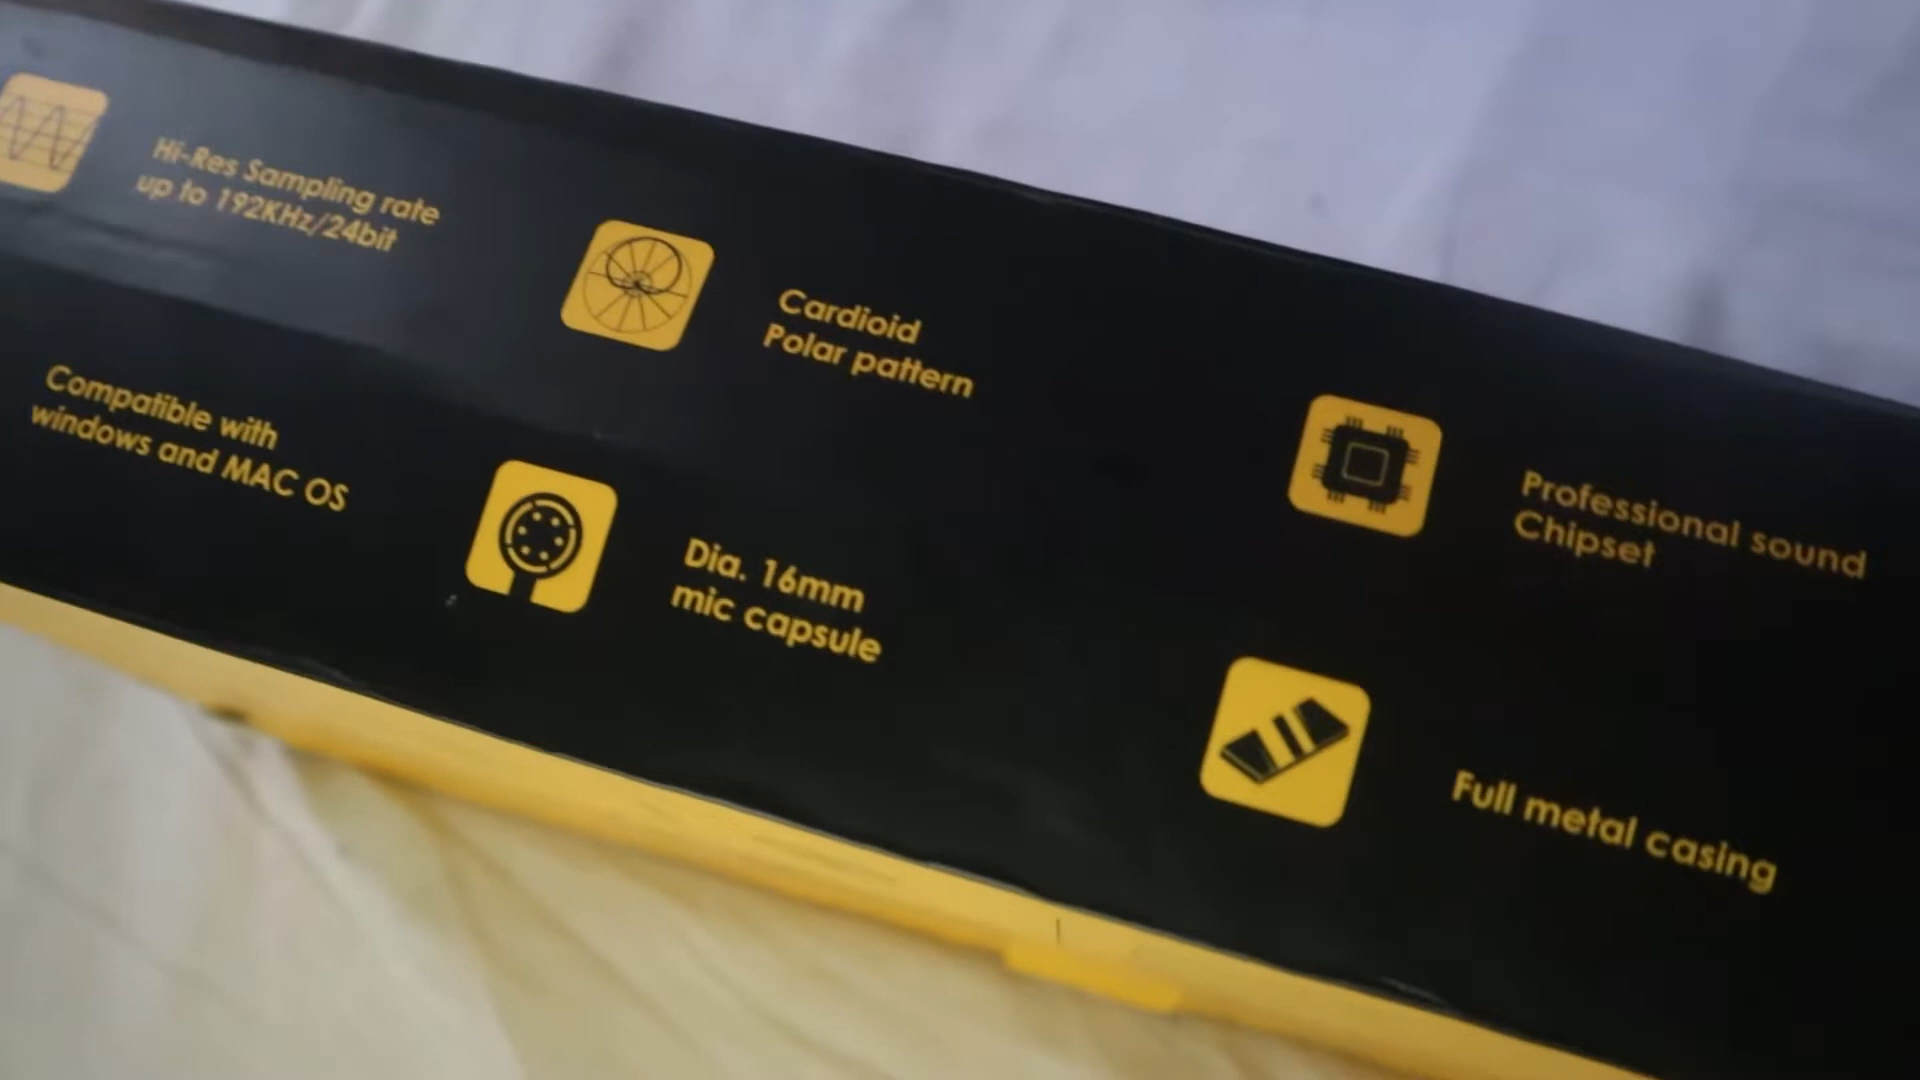 Hi-Res Sampling rate
up to 192KHz/24bit
Cardioid
Polar pattern
Professional sound
Chipset
Compatible with
windows and MAC OS
Dia. 16mm
mic capsule
Full metal casing